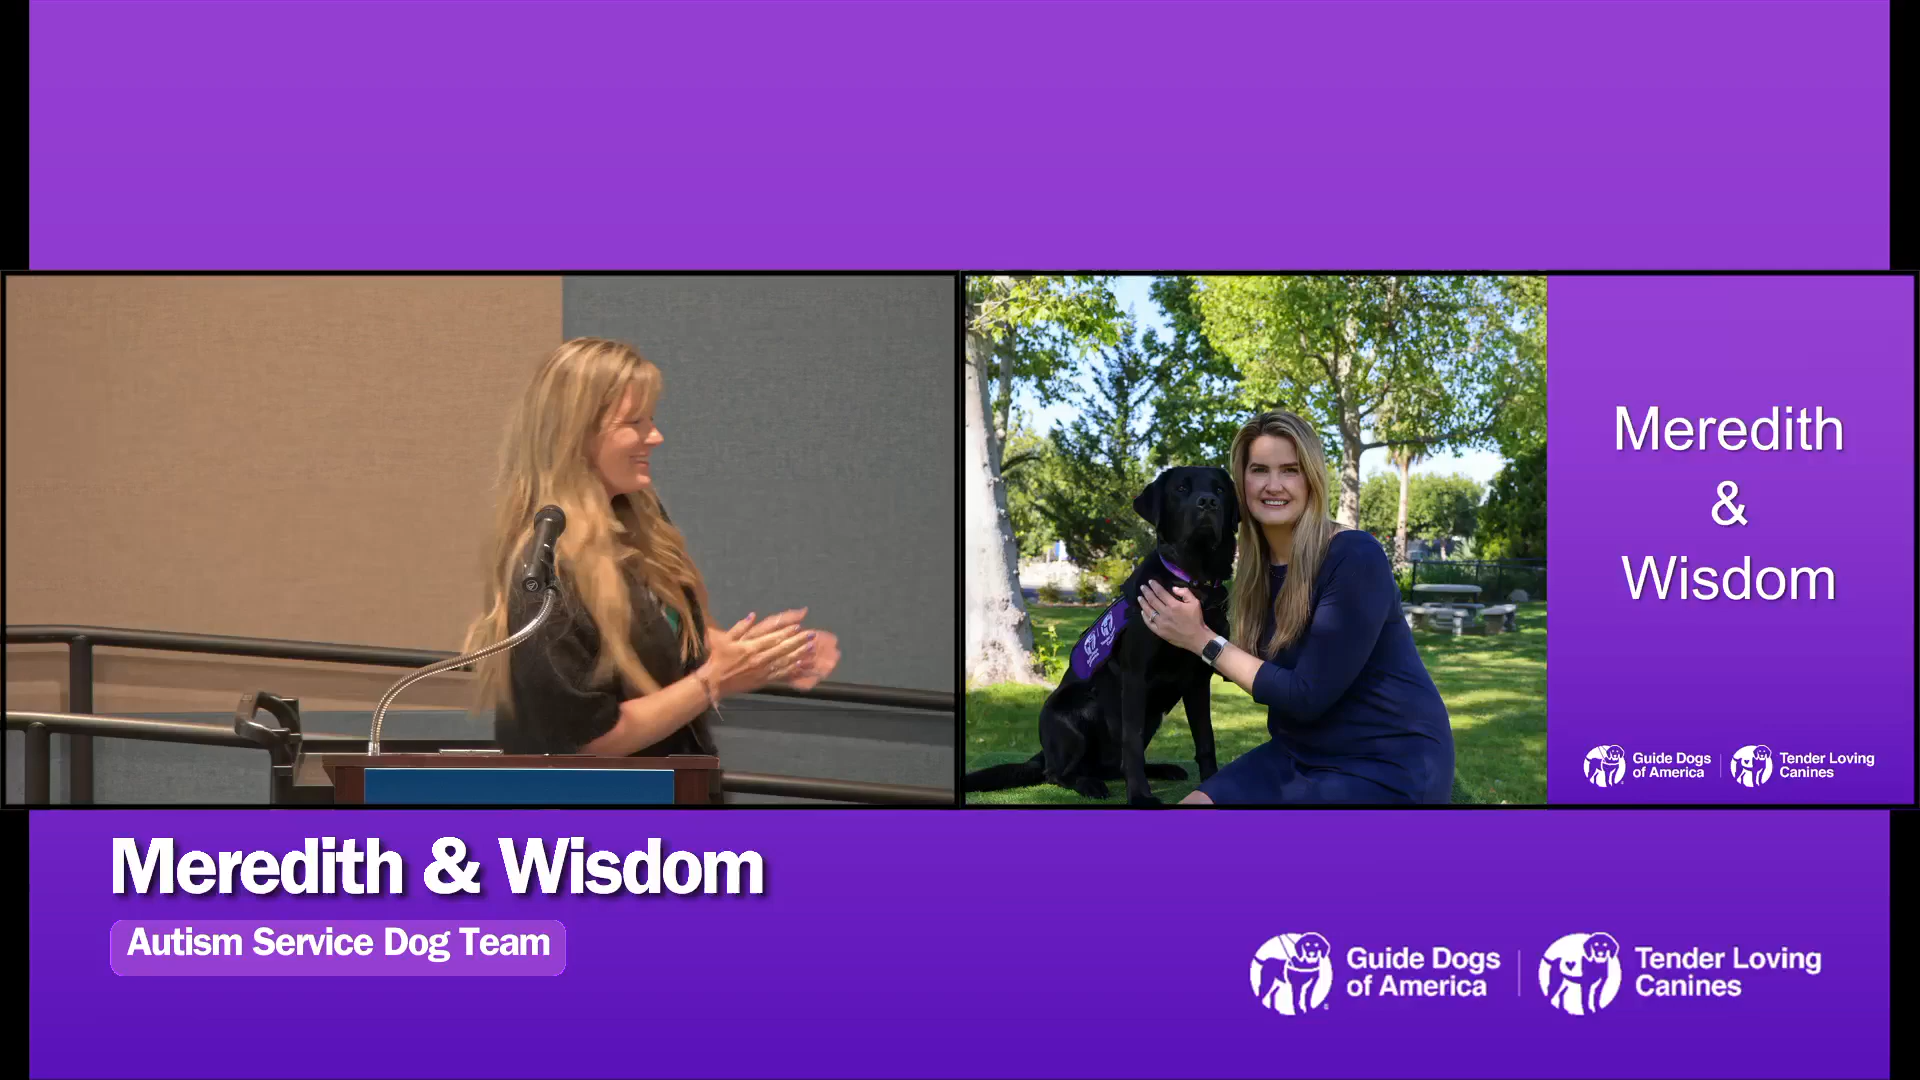 Meredith
&
Wisdom
Guide Dogs
of America
Tender Loving
Canines
Meredith & Wisdom
Autism Service Dog Team
Guide Dogs
of America
Tender Loving
Canines